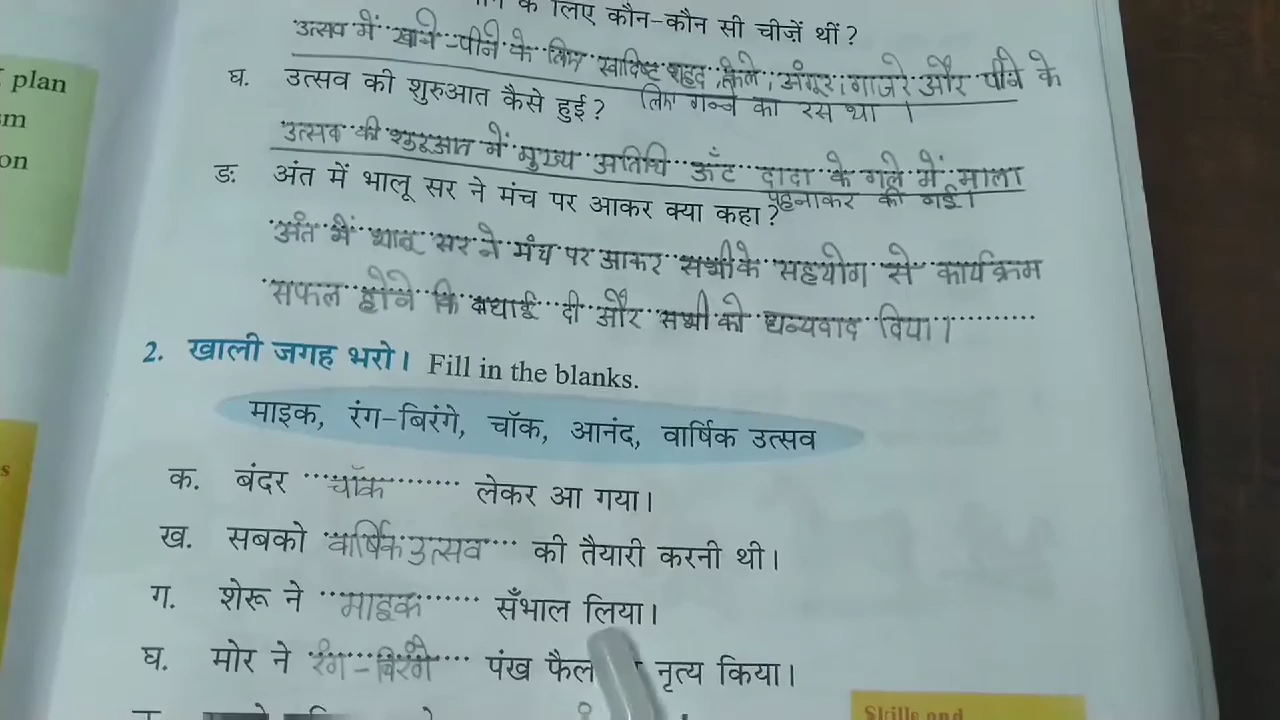 के लिए कौन-कौन सी चीज़ें थीं?
उत्सव में खाने-पीने के लिए स्वादिष्ट शहद, केले, अंगूर, गाजरे और पीने के
लिए गन्ने का रस था ।
plan
घ. उत्सव की शुरुआत कैसे हुई?
उत्सव की शुरूआत में मुख्य अतिथि ऊँट दादा के गले में माला
पहनाकर की गई।
on
ङ. अंत में भालू सर ने मंच पर आकर क्या कहा?
अंत में भालू सर ने मंच पर आकर सभी के सहयोग से कार्यक्रम
सफल होने कि बधाई दी और सभी को धन्यवाद दिया।
2. खाली जगह भरो। Fill in the blanks.
माइक, रंग-बिरंगे, चॉक, आनंद, वार्षिक उत्सव
क. बंदर चॉक लेकर आ गया।
ख. सबको वार्षिक उत्सव की तैयारी करनी थी।
ग. शेरू ने माइक सँभाल लिया।
घ. मोर ने रंग-बिरंगे पंख नृत्य किया।
Skills and